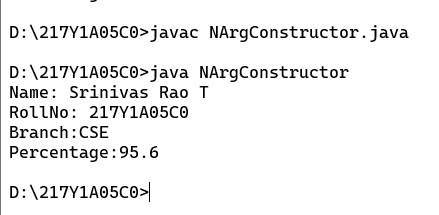 D:\217Y1A05C0>javac NArgConstructor.java
D:\217Y1A05C0>java NArgConstructor
Name: Srinivas Rao T
RollNo: 217Y1A05C0
Branch:CSE
Percentage:95.6
D:\217Y1A05C0>